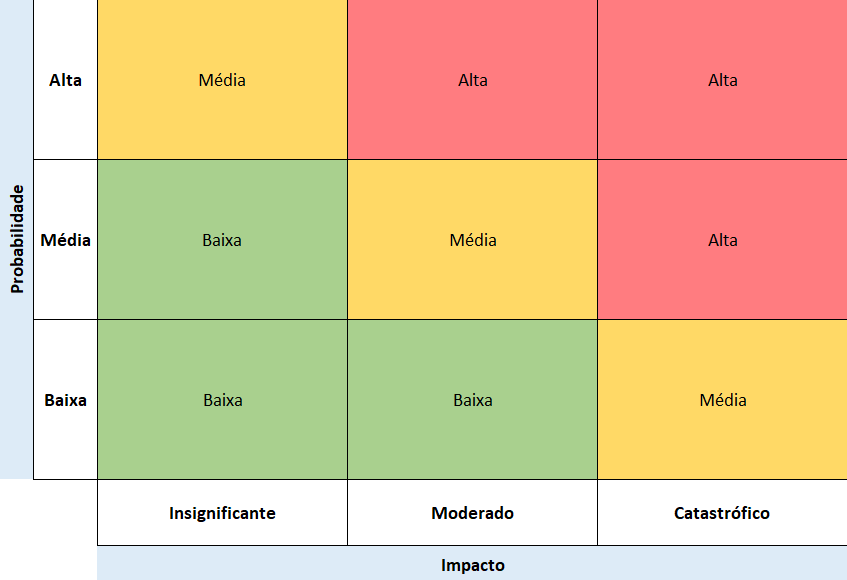 Probabilidade
Alta
Média
Alta
Alta
Média
Baixa
Média
Alta
Baixa
Baixa
Baixa
Média
Insignificante
Moderado
Catastrófico
Impacto